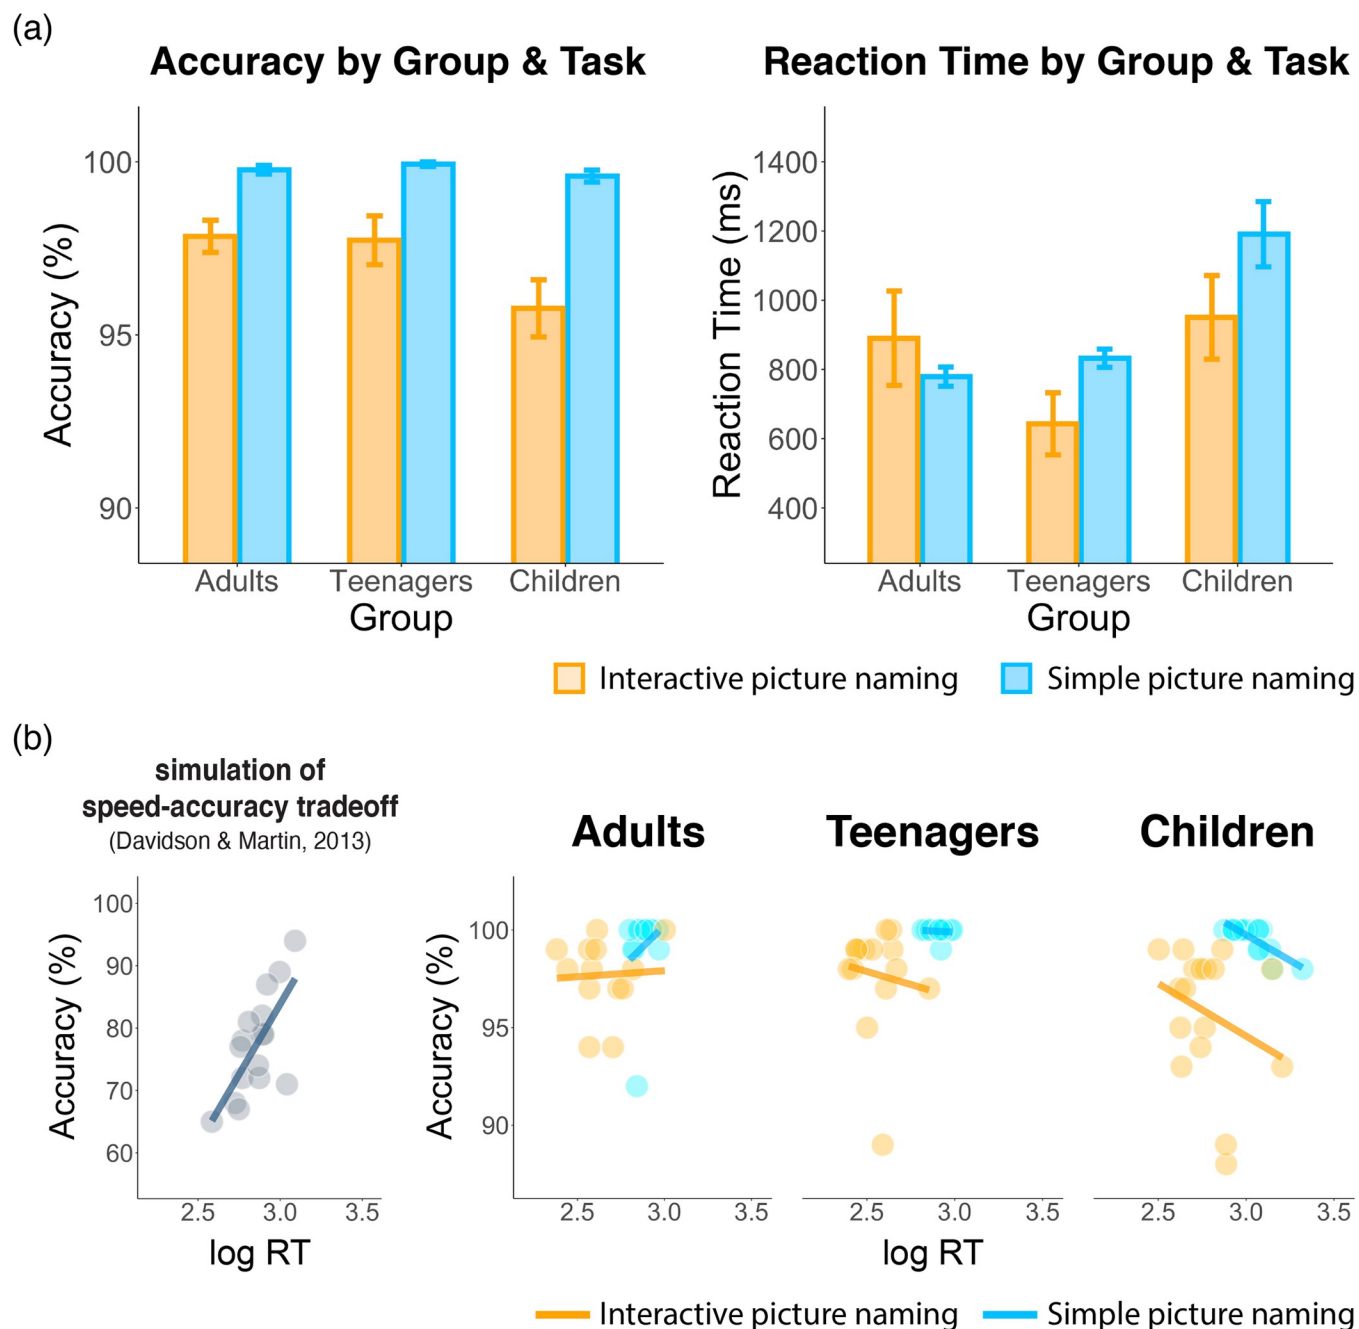 (a)
Accuracy by Group & Task
Accuracy (%)
100
95
90
Adults Teenagers Children
Group
Reaction Time by Group & Task
Reaction Time (ms)
1400
1200
1000
800
600
400
Adults Teenagers Children
Group
Interactive picture naming Simple picture naming
(b)
simulation of
speed-accuracy tradeoff
(Davidson & Martin, 2013)
Accuracy (%)
100
90
80
70
60
2.5 3.0 3.5
log RT
Adults Teenagers Children
Accuracy (%)
100
95
90
2.5 3.0 3.5 2.5 3.0 3.5 2.5 3.0 3.5
log RT
Interactive picture naming Simple picture naming